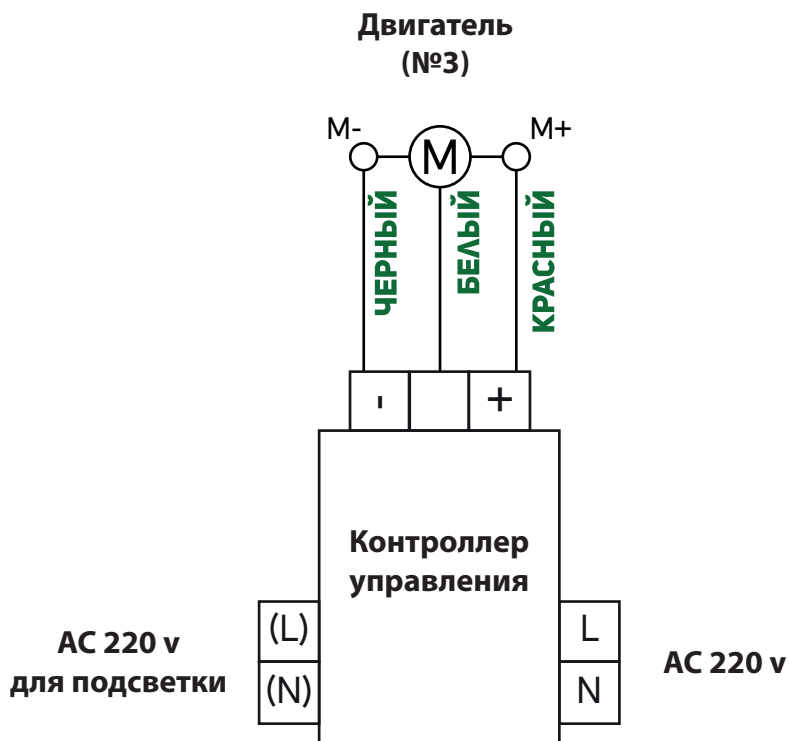 Двигатель
(№3)
M-
M
M+
ЧЕРНЫЙ
БЕЛЫЙ
КРАСНЫЙ
-
+
Контроллер
управления
(L)
(N)
AC 220 v
для подсветки
L
N
AC 220 v